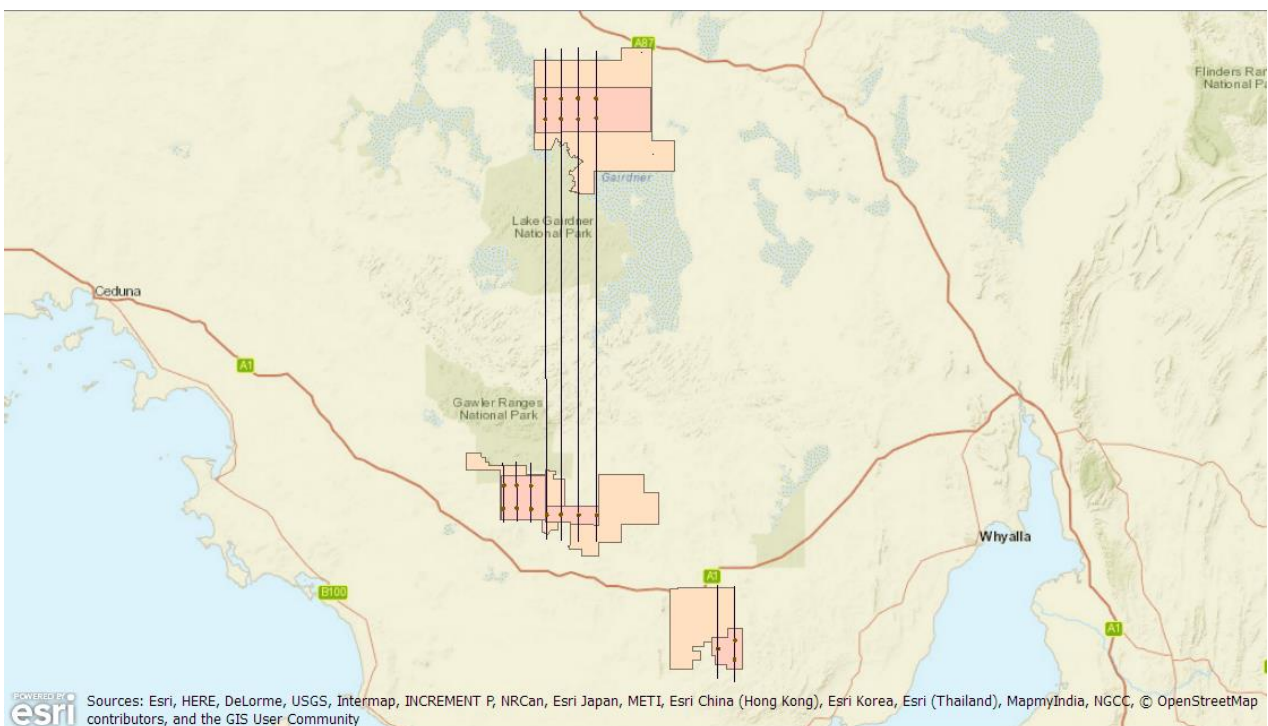 A87
Flinders Ran
National Pa
Gairdner
Lake Gairdner
National Park
Ceduna
A1
Gawler Ranges
National Park
Whyalla
A1
B100
A1
POWERED BY
esri
Sources: Esri, HERE, DeLorme, USGS, Intermap, INCREMENT P, NRCan, Esri Japan, METI, Esri China (Hong Kong), Esri Korea, Esri (Thailand), MapmyIndia, NGCC, © OpenStreetMap
contributors, and the GIS User Community